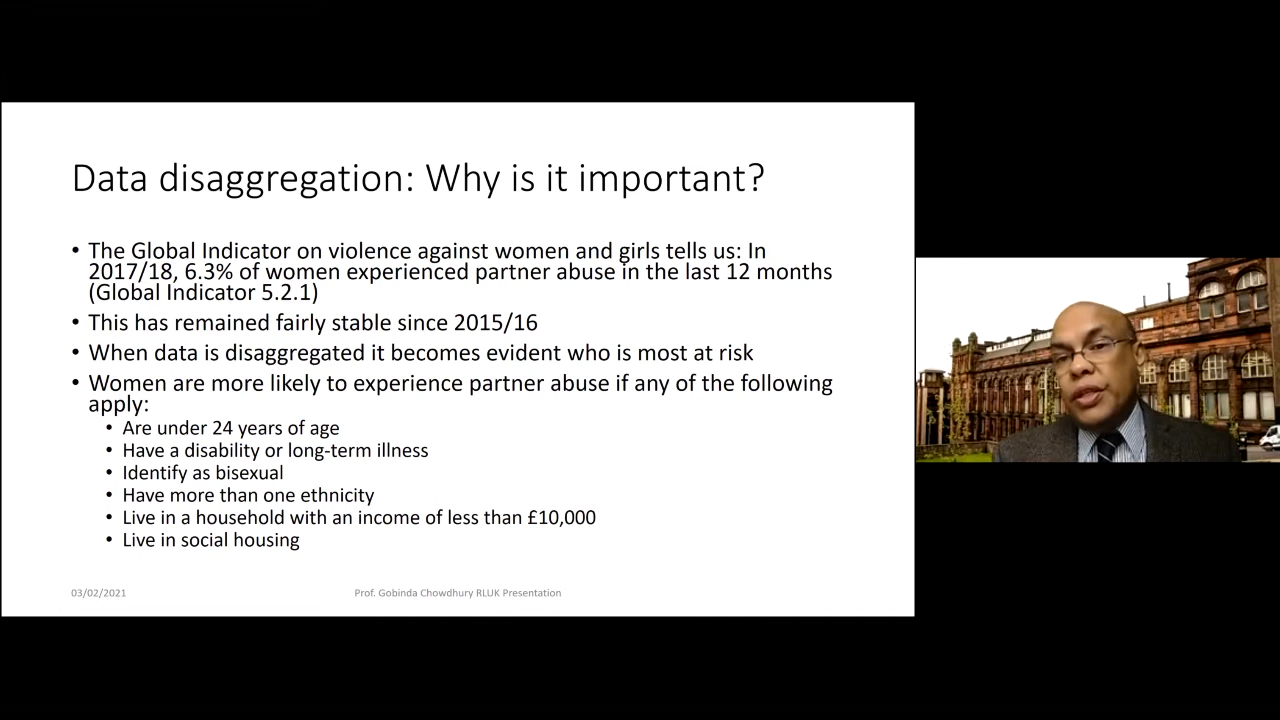 Data disaggregation: Why is it important?
• The Global Indicator on violence against women and girls tells us: In
2017/18, 6.3% of women experienced partner abuse in the last 12 months
(Global Indicator 5.2.1)
• This has remained fairly stable since 2015/16
• When data is disaggregated it becomes evident who is most at risk
• Women are more likely to experience partner abuse if any of the following
apply:
• Are under 24 years of age
• Have a disability or long-term illness
• Identify as bisexual
• Have more than one ethnicity
• Live in a household with an income of less than £10,000
• Live in social housing
03/02/2021
Prof. Gobinda Chowdhury RLUK Presentation